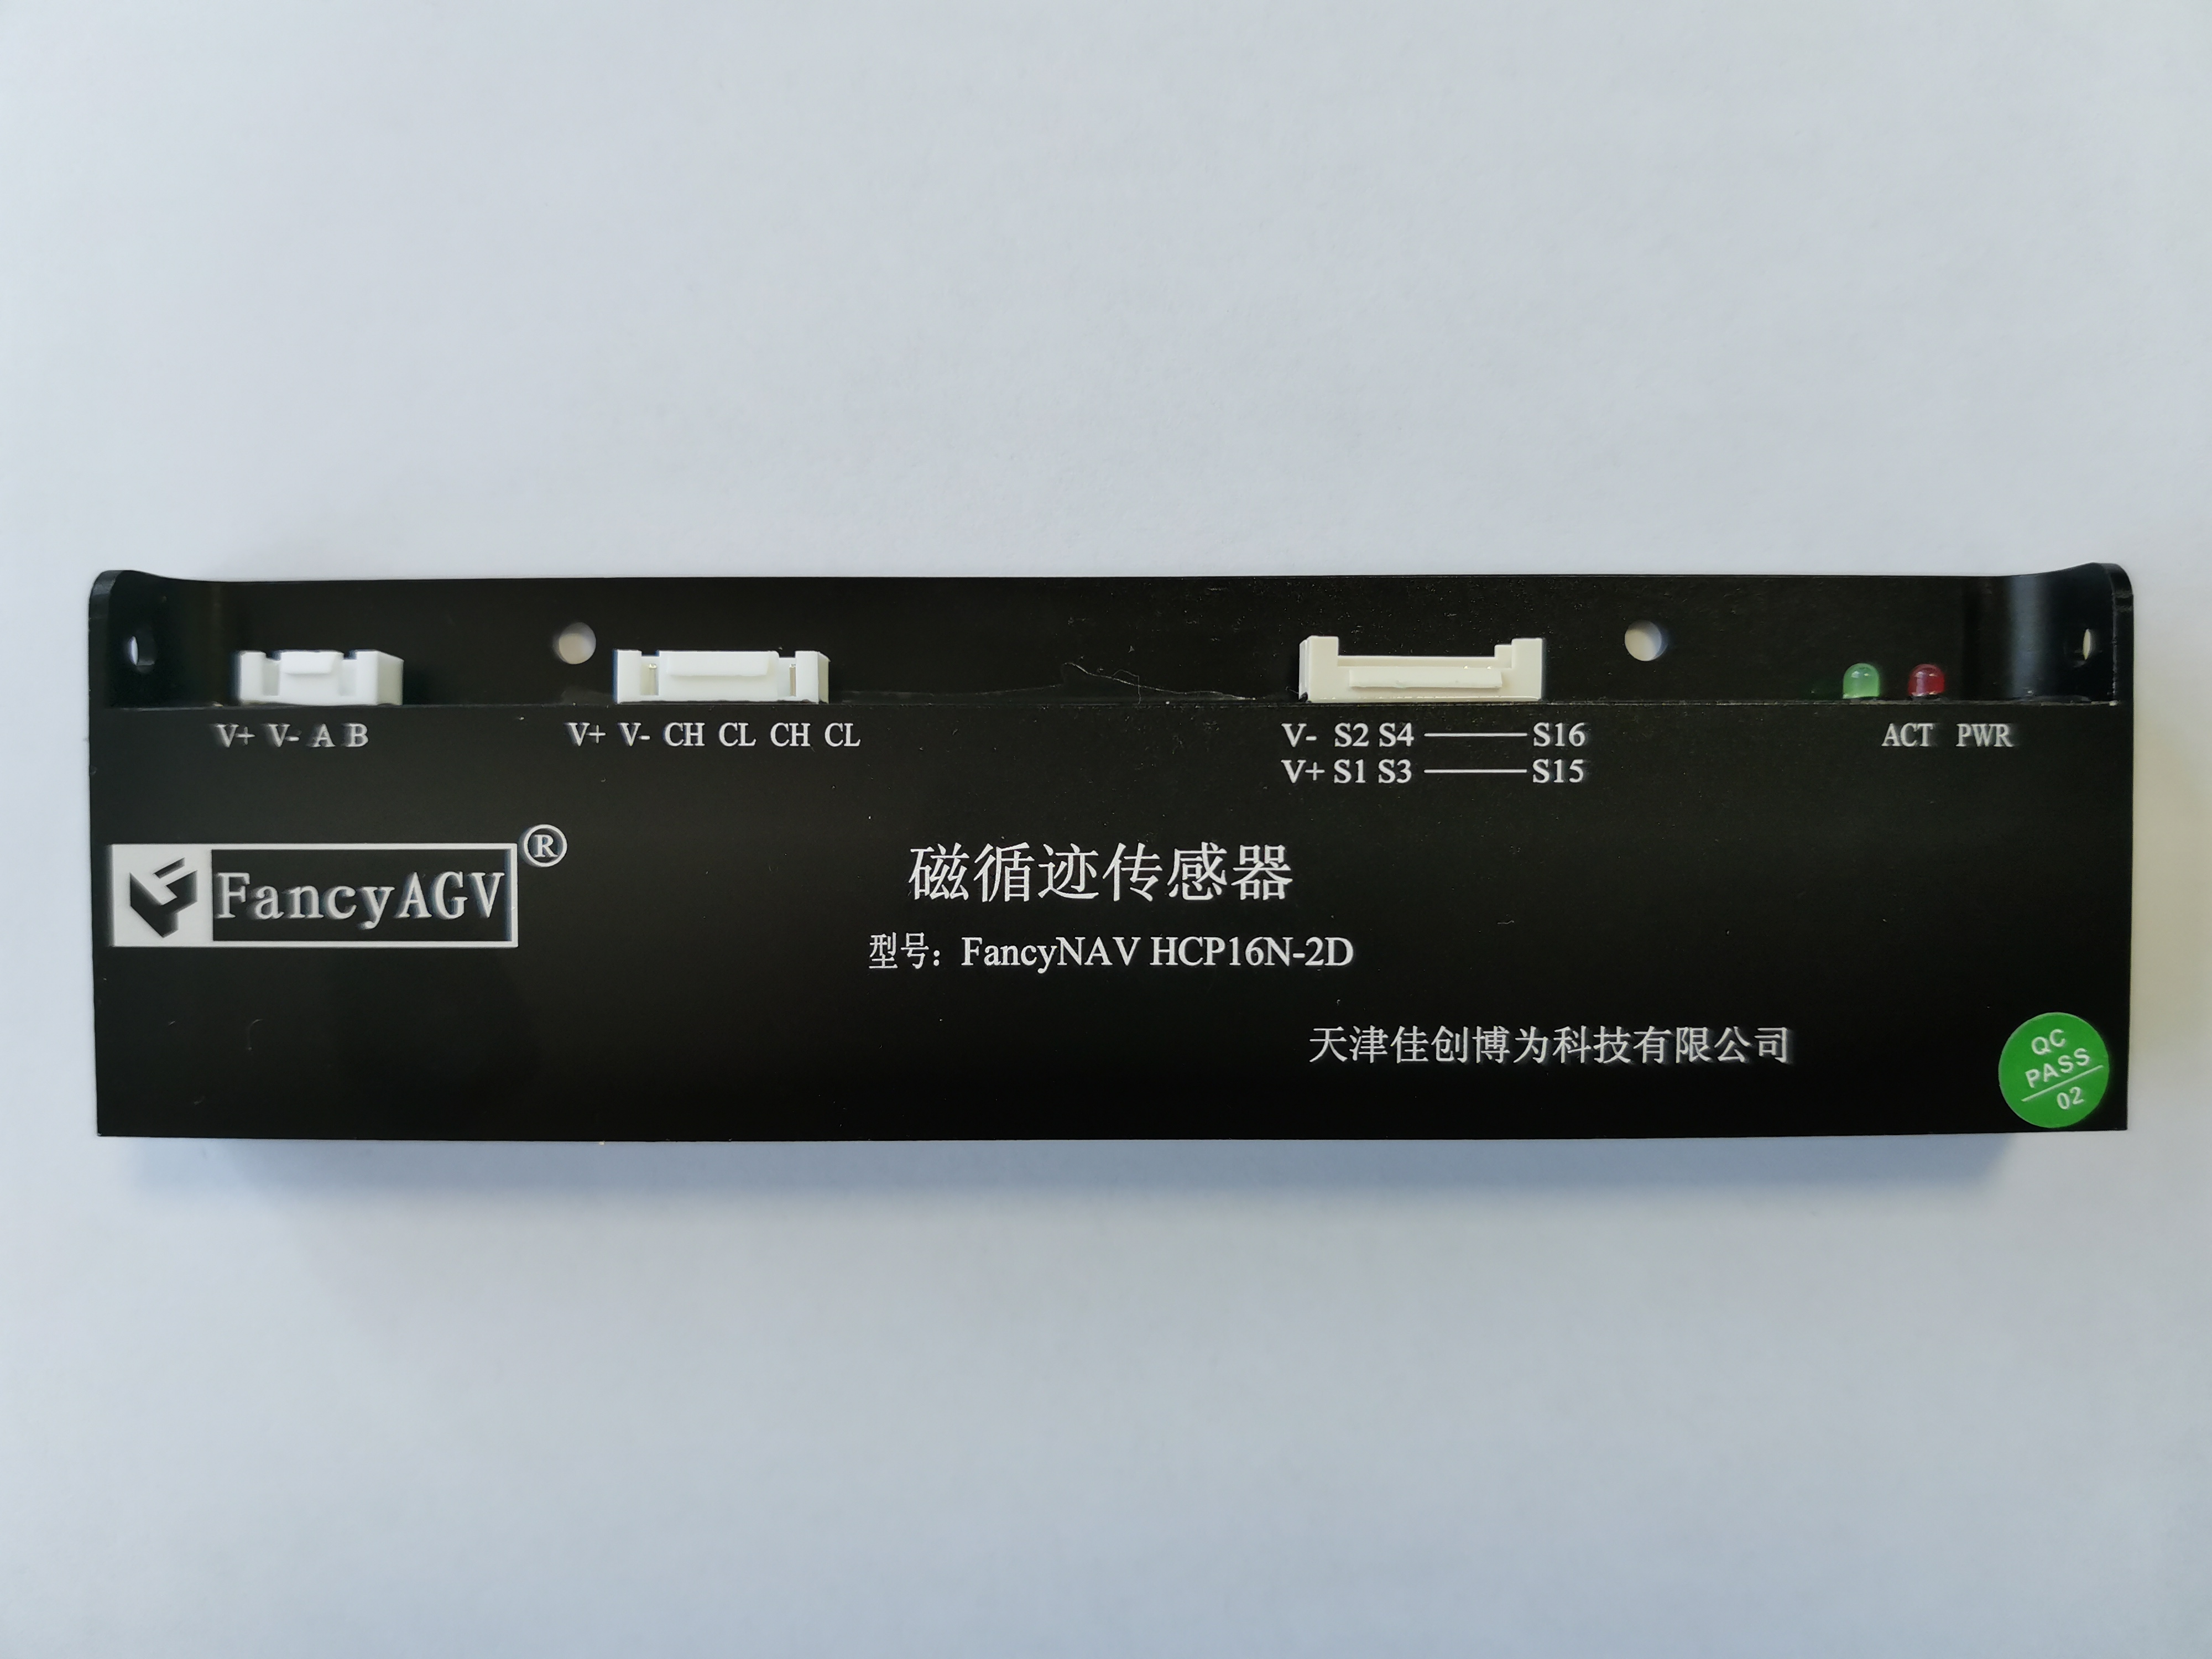 V+ V- A B
V+ V- CH CL CH CL
V- S2 S4 ——— S16
V+ S1 S3 ——— S15
ACT PWR
FancyAGV ®
磁循迹传感器
型号：FancyNAV HCP16N-2D
天津佳创博为科技有限公司
QC
PASS
02